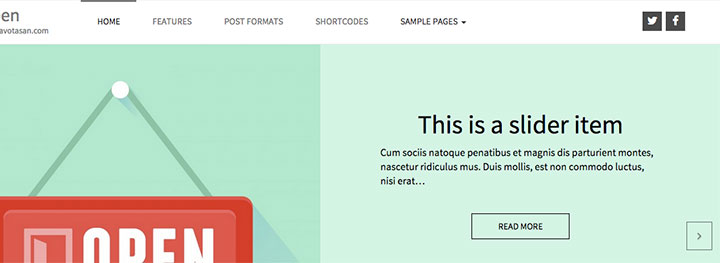 en
avotasan.com
HOME
FEATURES
POST FORMATS
SHORTCODES
SAMPLE PAGES
This is a slider item
Cum sociis natoque penatibus et magnis dis parturient montes,
nascetur ridiculus mus. Duis mollis, est non commodo luctus,
nisi erat…
READ MORE
OPEN